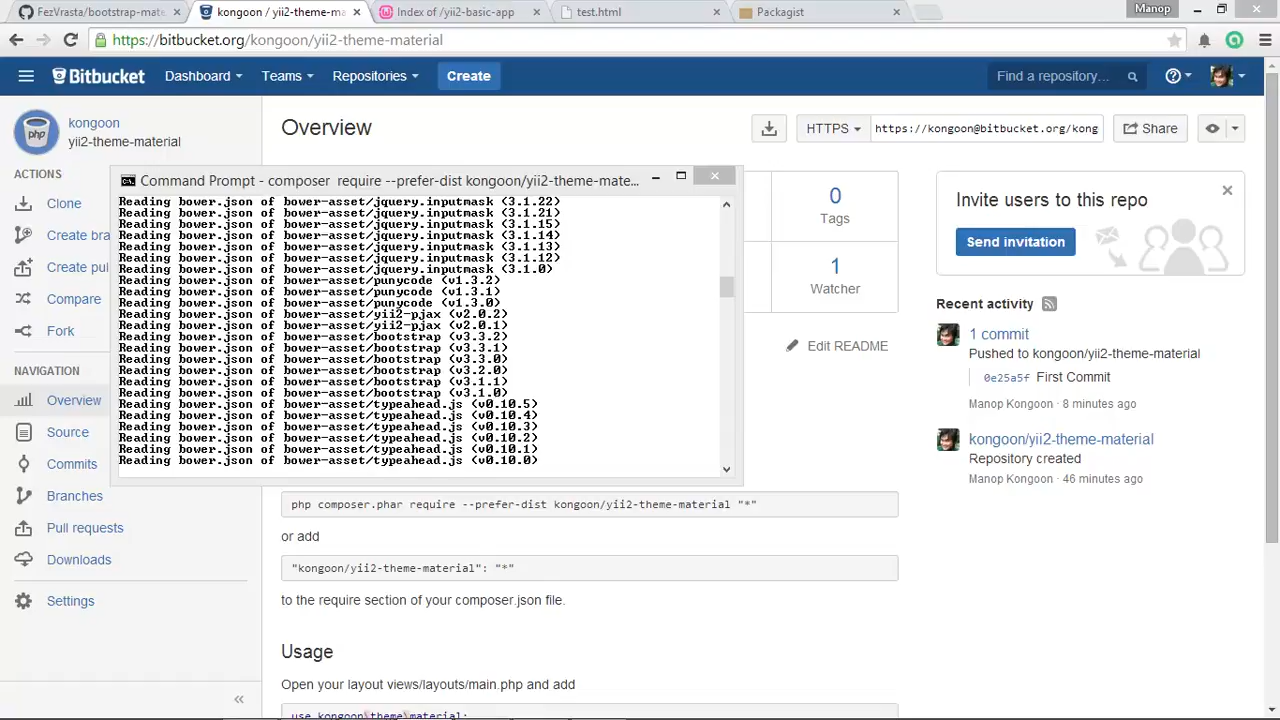 FezVrasta/bootstrap-mate
kongoon / yii2-theme-ma
Index of /yii2-basic-app
test.html
Packagist
Manop
https://bitbucket.org/kongoon/yii2-theme-material
Bitbucket
Dashboard
Teams
Repositories
Create
Find a repository...
php
kongoon
yii2-theme-material
Overview
HTTPS
https://kongoon@bitbucket.org/kong
Share
ACTIONS
Clone
Create bra
Create pul
Compare
Fork
NAVIGATION
Overview
Source
Commits
Branches
Pull requests
Downloads
Settings
Command Prompt - composer require --prefer-dist kongoon/yii2-theme-mate...
Reading bower.json of bower-asset/jquery.inputmask (3.1.22)
Reading bower.json of bower-asset/jquery.inputmask (3.1.21)
Reading bower.json of bower-asset/jquery.inputmask (3.1.15)
Reading bower.json of bower-asset/jquery.inputmask (3.1.14)
Reading bower.json of bower-asset/jquery.inputmask (3.1.13)
Reading bower.json of bower-asset/jquery.inputmask (3.1.12)
Reading bower.json of bower-asset/jquery.inputmask (3.1.0)
Reading bower.json of bower-asset/punycode (v1.3.2)
Reading bower.json of bower-asset/punycode (v1.3.1)
Reading bower.json of bower-asset/punycode (v1.3.0)
Reading bower.json of bower-asset/yii2-pjax (v2.0.2)
Reading bower.json of bower-asset/yii2-pjax (v2.0.1)
Reading bower.json of bower-asset/bootstrap (v3.3.2)
Reading bower.json of bower-asset/bootstrap (v3.3.1)
Reading bower.json of bower-asset/bootstrap (v3.3.0)
Reading bower.json of bower-asset/bootstrap (v3.2.0)
Reading bower.json of bower-asset/bootstrap (v3.1.1)
Reading bower.json of bower-asset/bootstrap (v3.1.0)
Reading bower.json of bower-asset/typeahead.js (v0.10.5)
Reading bower.json of bower-asset/typeahead.js (v0.10.4)
Reading bower.json of bower-asset/typeahead.js (v0.10.3)
Reading bower.json of bower-asset/typeahead.js (v0.10.2)
Reading bower.json of bower-asset/typeahead.js (v0.10.1)
Reading bower.json of bower-asset/typeahead.js (v0.10.0)
0
Tags
1
Watcher
Edit README
php composer.phar require --prefer-dist kongoon/yii2-theme-material "*"
or add
"kongoon/yii2-theme-material": "*"
to the require section of your composer.json file.
Usage
Open your layout views/layouts/main.php and add
use kongoon\theme\material;
Invite users to this repo
Send invitation
Recent activity
1 commit
Pushed to kongoon/yii2-theme-material
0e25a5f First Commit
Manop Kongoon · 8 minutes ago
kongoon/yii2-theme-material
Repository created
Manop Kongoon · 46 minutes ago